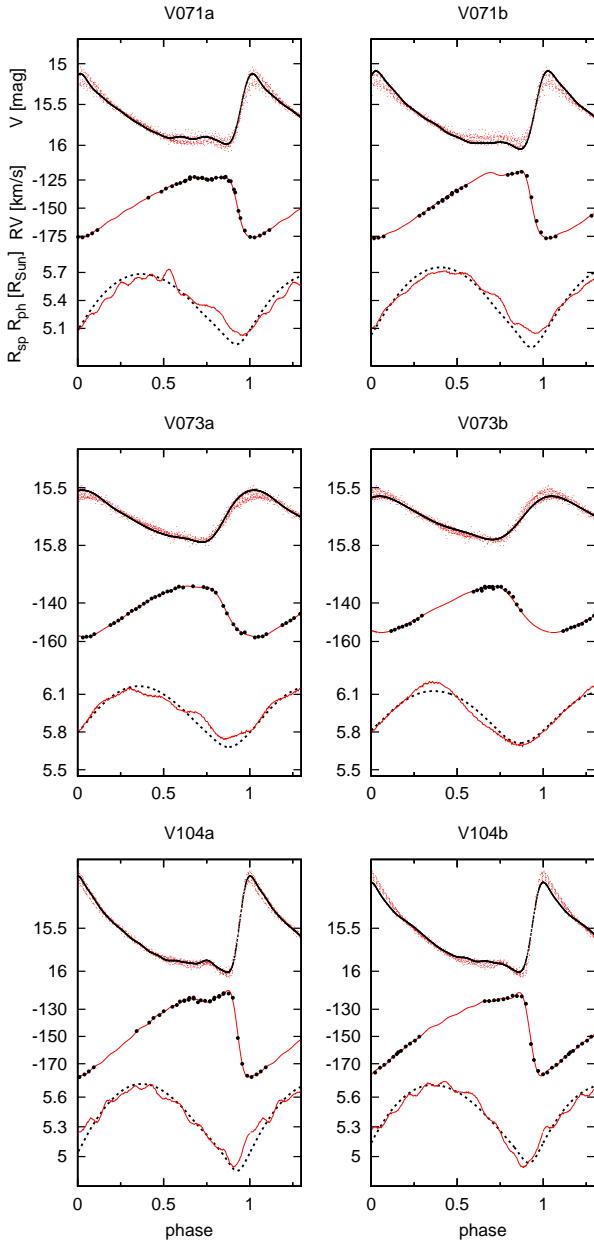 V071a V071b
V [mag]
15
15.5
16
RV [km/s]
-125
-150
-175
R_sp R_ph [R_Sun]
5.7
5.4
5.1
0 0.5 1 0 0.5 1
V073a V073b
15.5 15.5
15.8 15.8
-140 -140
-160 -160
6.1 6.1
5.8 5.8
5.5 5.5
0 0.5 1 0 0.5 1
V104a V104b
15.5 15.5
16 16
-130 -130
-150 -150
-170 -170
5.6 5.6
5.3 5.3
5 5
0 0.5 1 0 0.5 1
phase phase